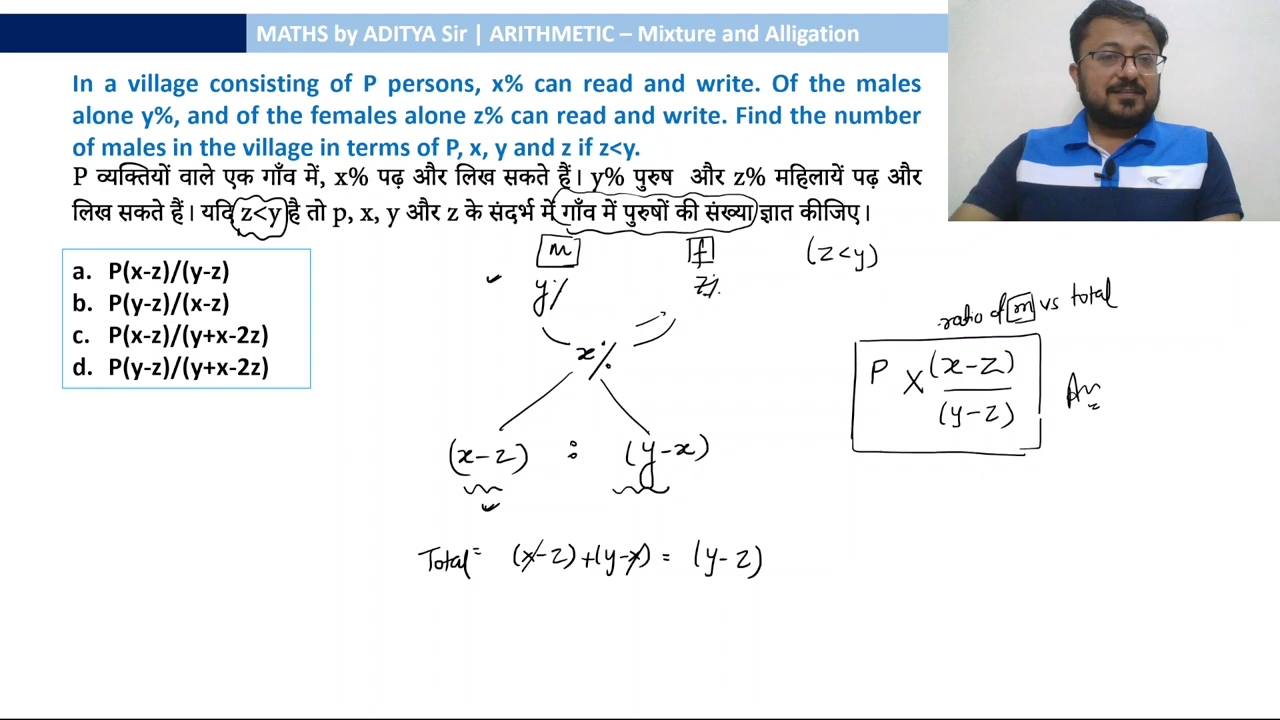 MATHS by ADITYA Sir | ARITHMETIC – Mixture and Alligation
In a village consisting of P persons, x% can read and write. Of the males
alone y%, and of the females alone z% can read and write. Find the number
of males in the village in terms of P, x, y and z if z<y.
P व्यक्तियों वाले एक गाँव में, x% पढ़ और लिख सकते हैं। y% पुरुष और z% महिलायें पढ़ और
लिख सकते हैं। यदि z<y है तो p, x, y और z के संदर्भ में गाँव में पुरुषों की संख्या ज्ञात कीजिए।
m f (z<y)
a. P(x-z)/(y-z)
b. P(y-z)/(x-z)
c. P(x-z)/(y+x-2z)
d. P(y-z)/(y+x-2z)
y% z%
x%
(x-z) : (y-x)
Total = (x-z)+(y-x) = (y-z)
ratio of m vs total
P X (x-z)
(y-z)
Ans